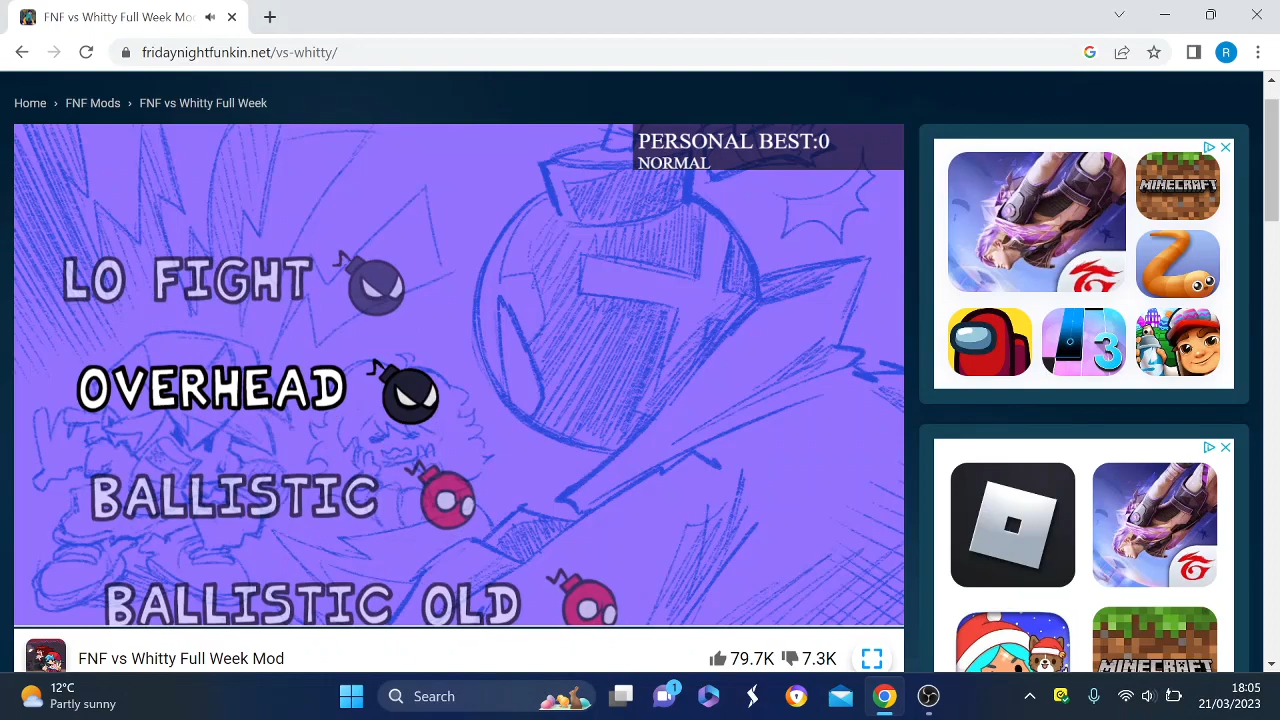 FNF vs Whitty Full Week Mo
fridaynightfunkin.net/vs-whitty/
R
Home › FNF Mods › FNF vs Whitty Full Week
PERSONAL BEST:0
NORMAL
LO FIGHT
OVERHEAD
BALLISTIC
BALLISTIC OLD
MINECRAFT
3
MINECRAFT
FNF vs Whitty Full Week Mod
79.7K
7.3K
12°C
Partly sunny
Search
1
18:05
21/03/2023